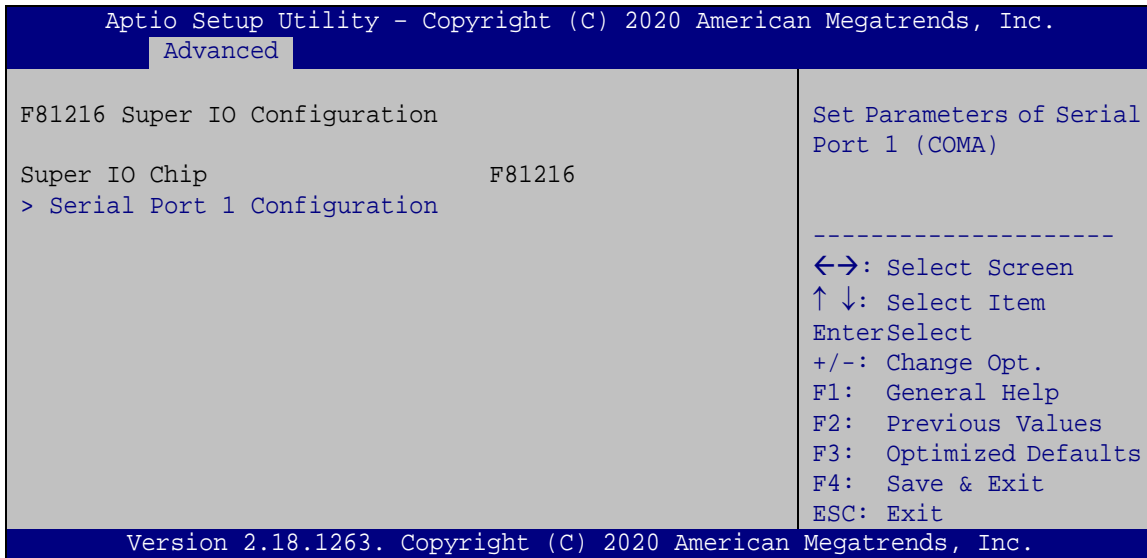 Aptio Setup Utility – Copyright (C) 2020 American Megatrends, Inc.
Advanced
F81216 Super IO Configuration
Super IO Chip F81216
> Serial Port 1 Configuration
Set Parameters of Serial
Port 1 (COMA)
---------------------
←→: Select Screen
↑ ↓: Select Item
EnterSelect
+/-: Change Opt.
F1: General Help
F2: Previous Values
F3: Optimized Defaults
F4: Save & Exit
ESC: Exit
Version 2.18.1263. Copyright (C) 2020 American Megatrends, Inc.